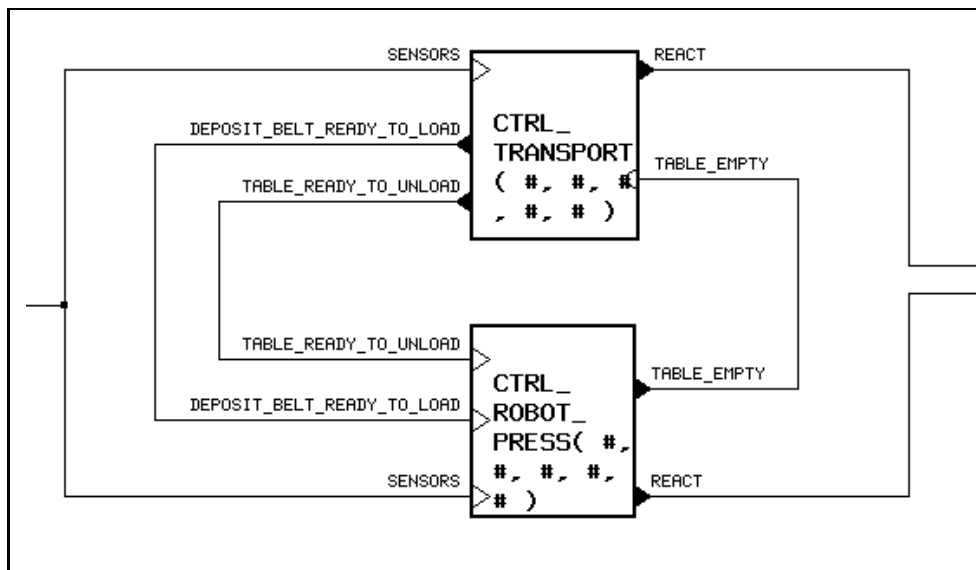 SENSORS
REACT
DEPOSIT_BELT_READY_TO_LOAD
CTRL_
TRANSPORT
( #, #, #
, #, # )
TABLE_EMPTY
TABLE_READY_TO_UNLOAD
TABLE_READY_TO_UNLOAD
TABLE_EMPTY
CTRL_
ROBOT_
PRESS( #,
#, #, #,
# )
DEPOSIT_BELT_READY_TO_LOAD
SENSORS
REACT